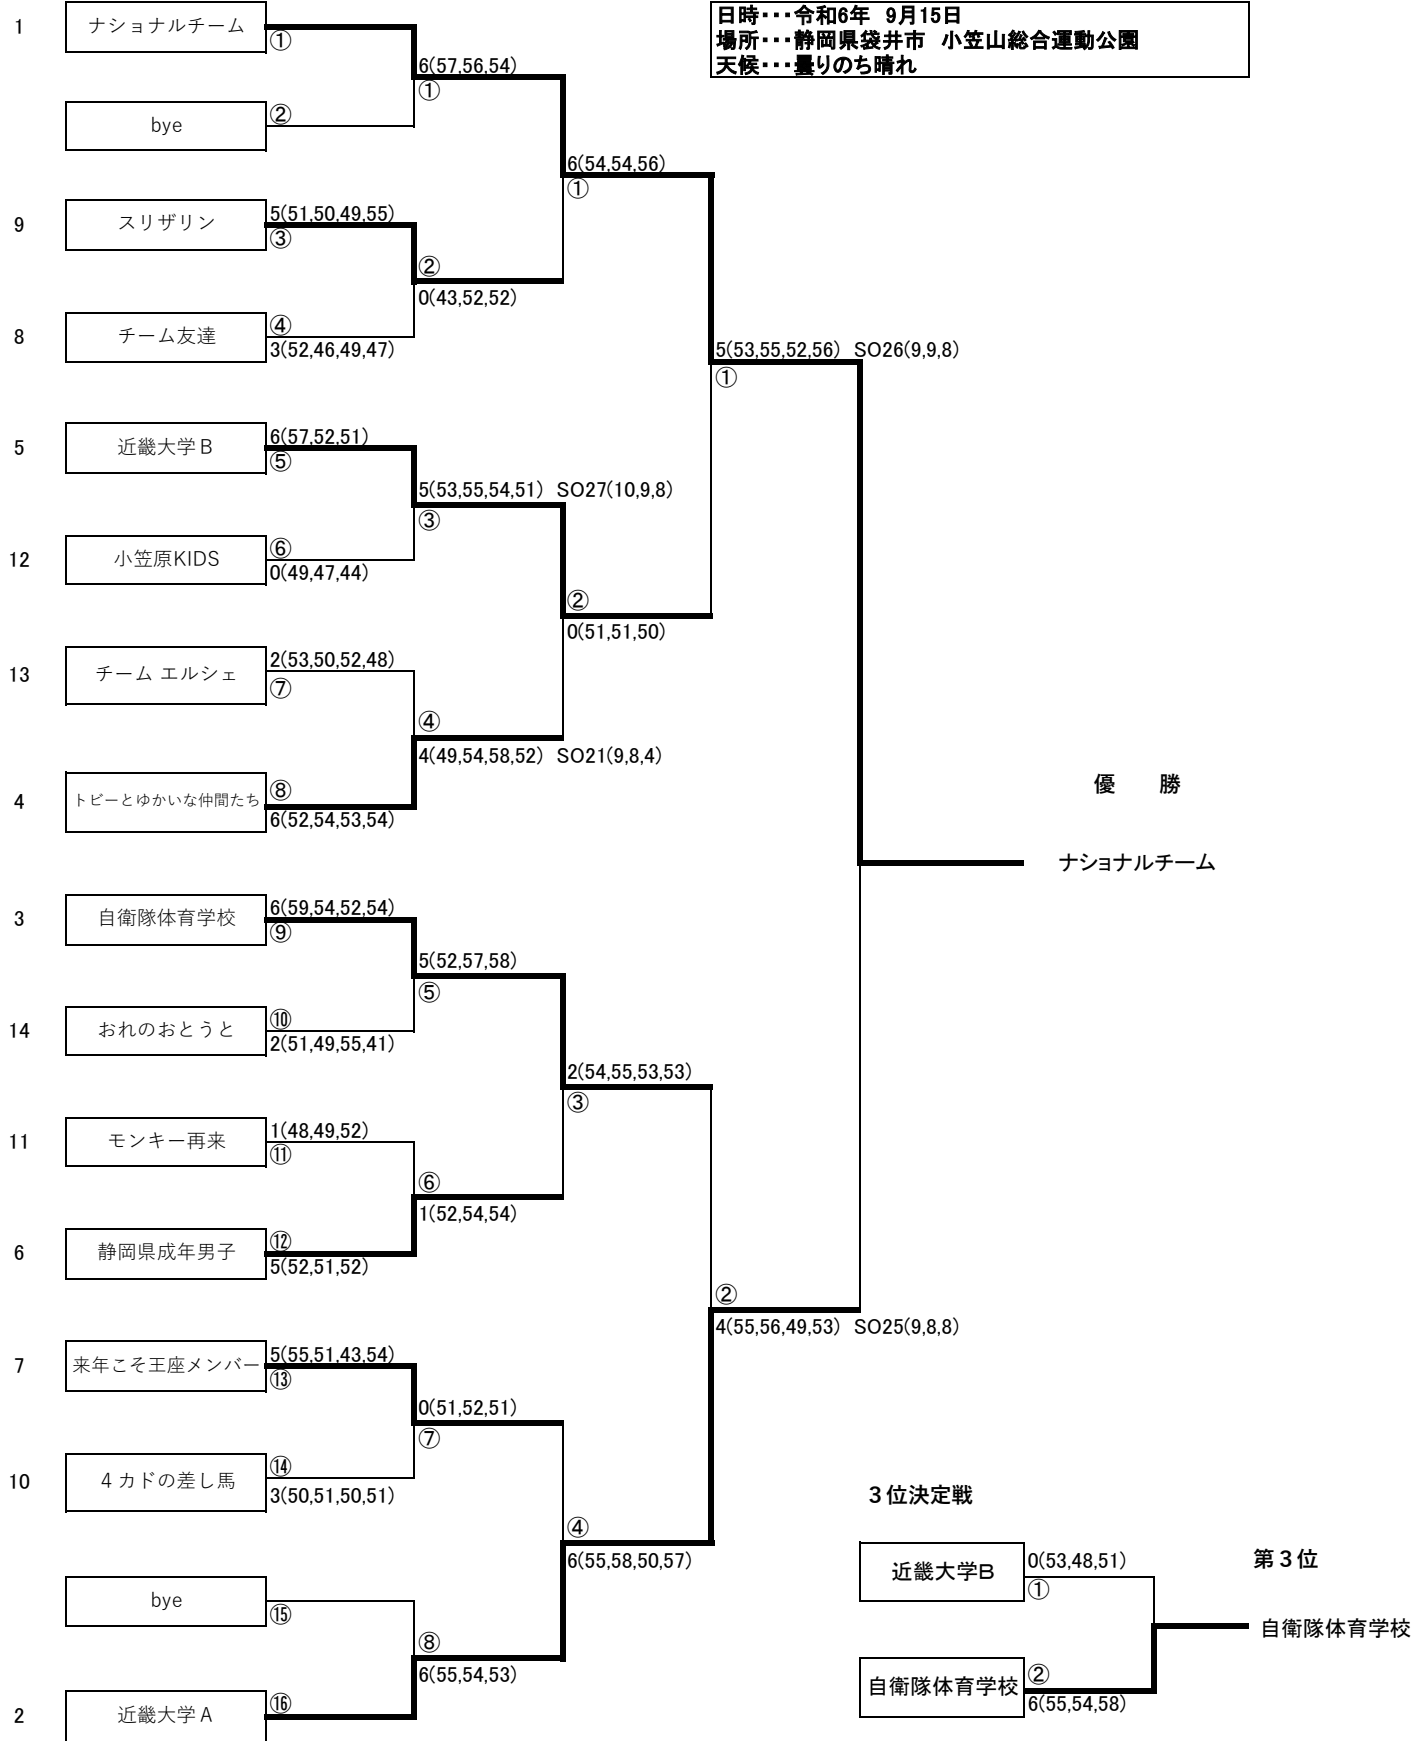 日時・・・令和6年 9月15日
場所・・・静岡県袋井市 小笠山総合運動公園
天候・・・曇りのち晴れ
1
ナショナルチーム
①
6(57,56,54)
①
bye
②
6(54,54,56)
①
9
スリザリン
5(51,50,49,55)
③
②
0(43,52,52)
8
チーム友達
④
3(52,46,49,47)
5(53,55,52,56) SO26(9,9,8)
①
5
近畿大学B
6(57,52,51)
⑤
5(53,55,54,51) SO27(10,9,8)
③
12
小笠原KIDS
⑥
0(49,47,44)
②
0(51,51,50)
13
チーム エルシェ
2(53,50,52,48)
⑦
④
4(49,54,58,52) SO21(9,8,4)
4
トビーとゆかいな仲間たち
⑧
6(52,54,53,54)
優 勝
ナショナルチーム
3
自衛隊体育学校
6(59,54,52,54)
⑨
5(52,57,58)
⑤
14
おれのおとうと
⑩
2(51,49,55,41)
2(54,55,53,53)
③
11
モンキー再来
1(48,49,52)
⑪
⑥
1(52,54,54)
6
静岡県成年男子
⑫
5(52,51,52)
②
4(55,56,49,53) SO25(9,8,8)
7
来年こそ王座メンバー
5(55,51,43,54)
⑬
0(51,52,51)
⑦
10
4カドの差し馬
⑭
3(50,51,50,51)
④
6(55,58,50,57)
bye
⑮
⑧
6(55,54,53)
2
近畿大学A
⑯
3位決定戦
近畿大学B
0(53,48,51)
①
第3位
自衛隊体育学校
自衛隊体育学校
②
6(55,54,58)